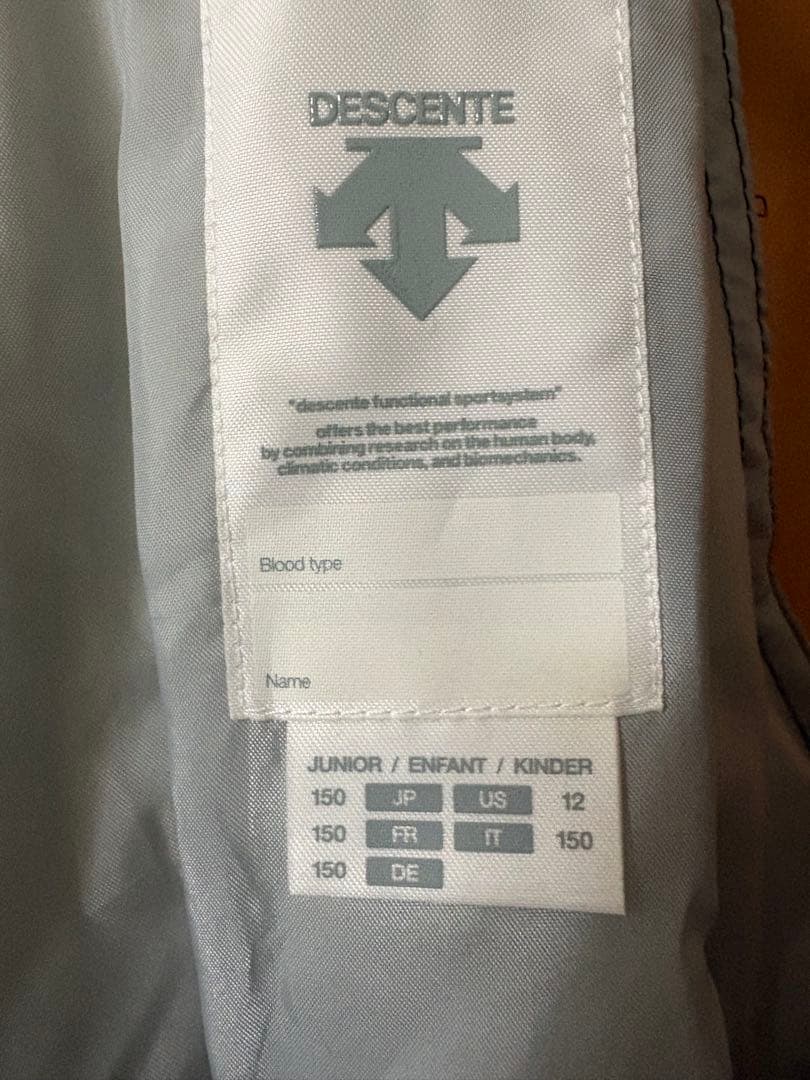 DESCENTE
"descente functional sportsystem"
offers the best performance
by combining research on the human body,
climatic conditions, and biomechanics.
Blood type
Name
JUNIOR / ENFANT / KINDER
150 JP US 12
150 FR IT 150
150 DE